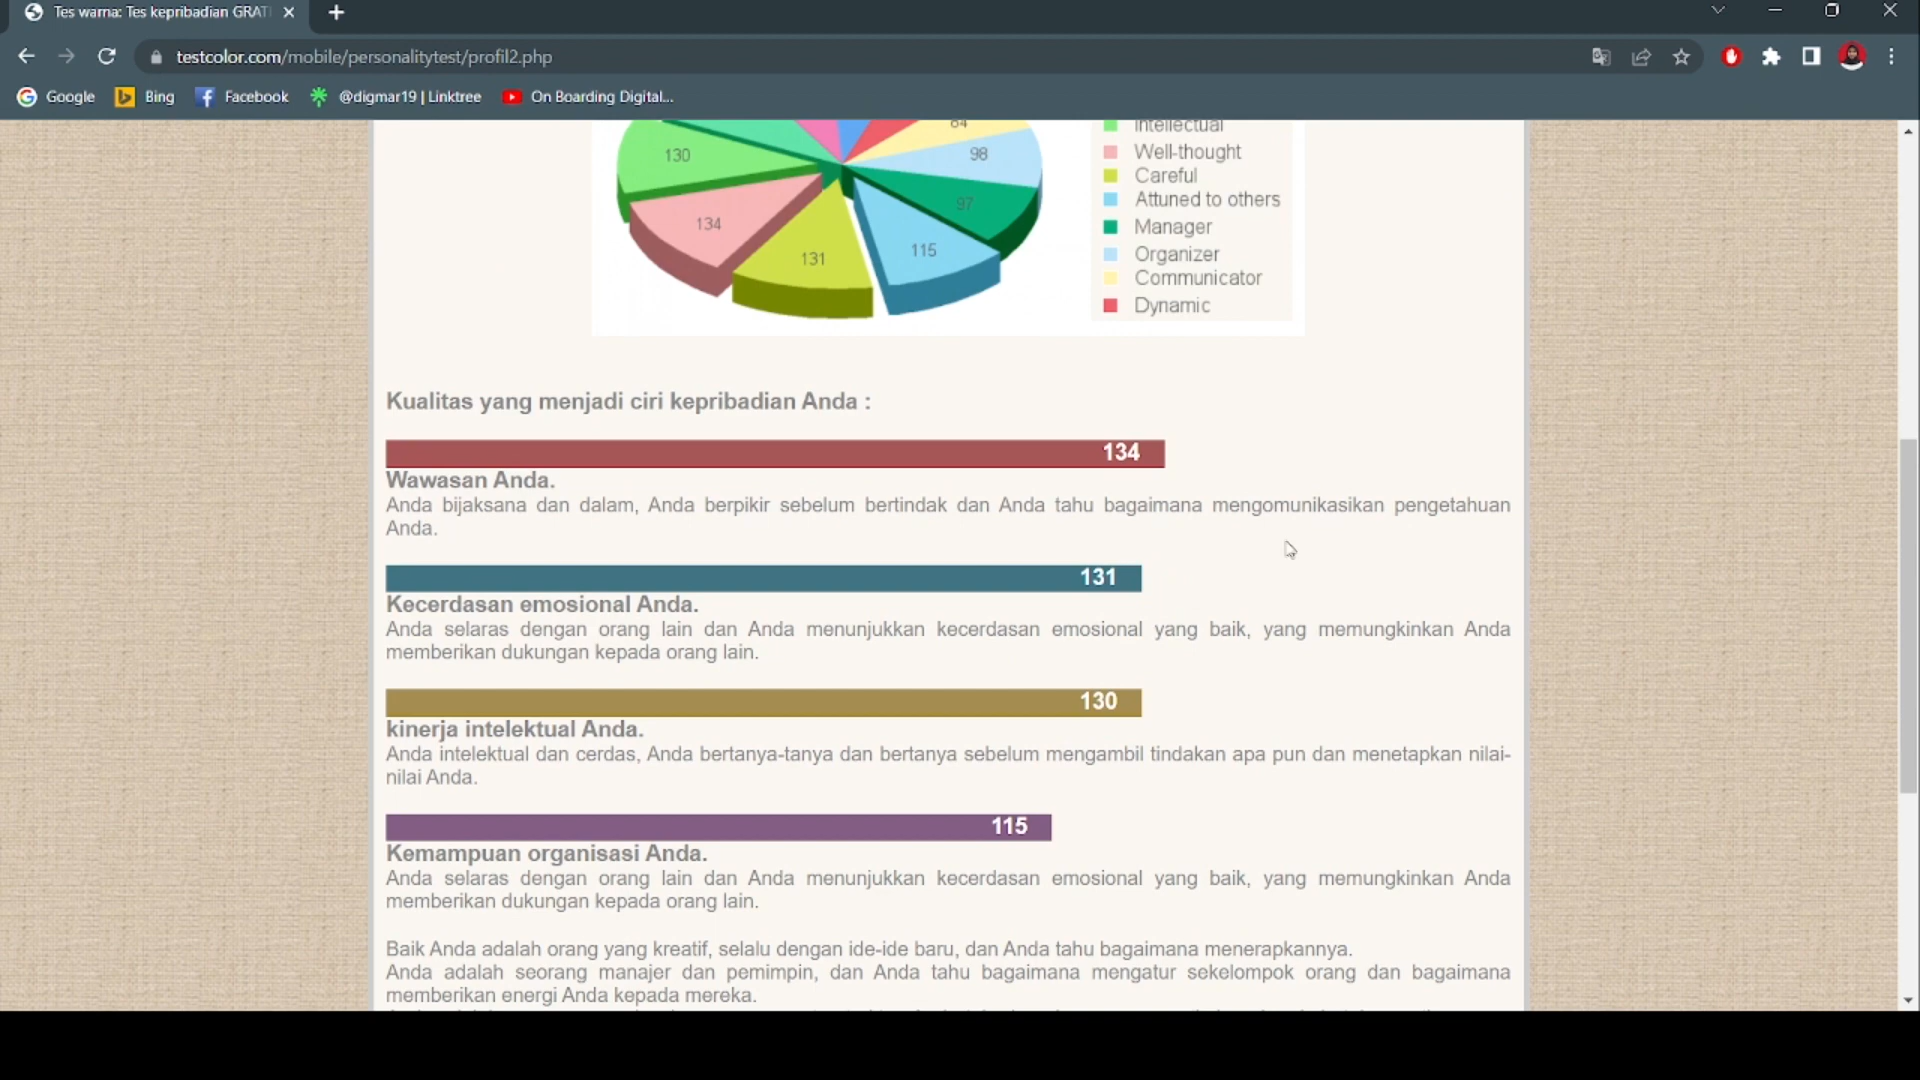 Tes warna: Tes kepribadian GRATI
testcolor.com/mobile/personalitytest/profil2.php
Google
Bing
Facebook
@digmar19 | Linktree
On Boarding Digital...
64
130
98
97
134
131
115
Intellectual
Well-thought
Careful
Attuned to others
Manager
Organizer
Communicator
Dynamic
Kualitas yang menjadi ciri kepribadian Anda :
134
Wawasan Anda.
Anda bijaksana dan dalam, Anda berpikir sebelum bertindak dan Anda tahu bagaimana mengomunikasikan pengetahuan
Anda.
131
Kecerdasan emosional Anda.
Anda selaras dengan orang lain dan Anda menunjukkan kecerdasan emosional yang baik, yang memungkinkan Anda
memberikan dukungan kepada orang lain.
130
kinerja intelektual Anda.
Anda intelektual dan cerdas, Anda bertanya-tanya dan bertanya sebelum mengambil tindakan apa pun dan menetapkan nilai-
nilai Anda.
115
Kemampuan organisasi Anda.
Anda selaras dengan orang lain dan Anda menunjukkan kecerdasan emosional yang baik, yang memungkinkan Anda
memberikan dukungan kepada orang lain.
Baik Anda adalah orang yang kreatif, selalu dengan ide-ide baru, dan Anda tahu bagaimana menerapkannya.
Anda adalah seorang manajer dan pemimpin, dan Anda tahu bagaimana mengatur sekelompok orang dan bagaimana
memberikan energi Anda kepada mereka.